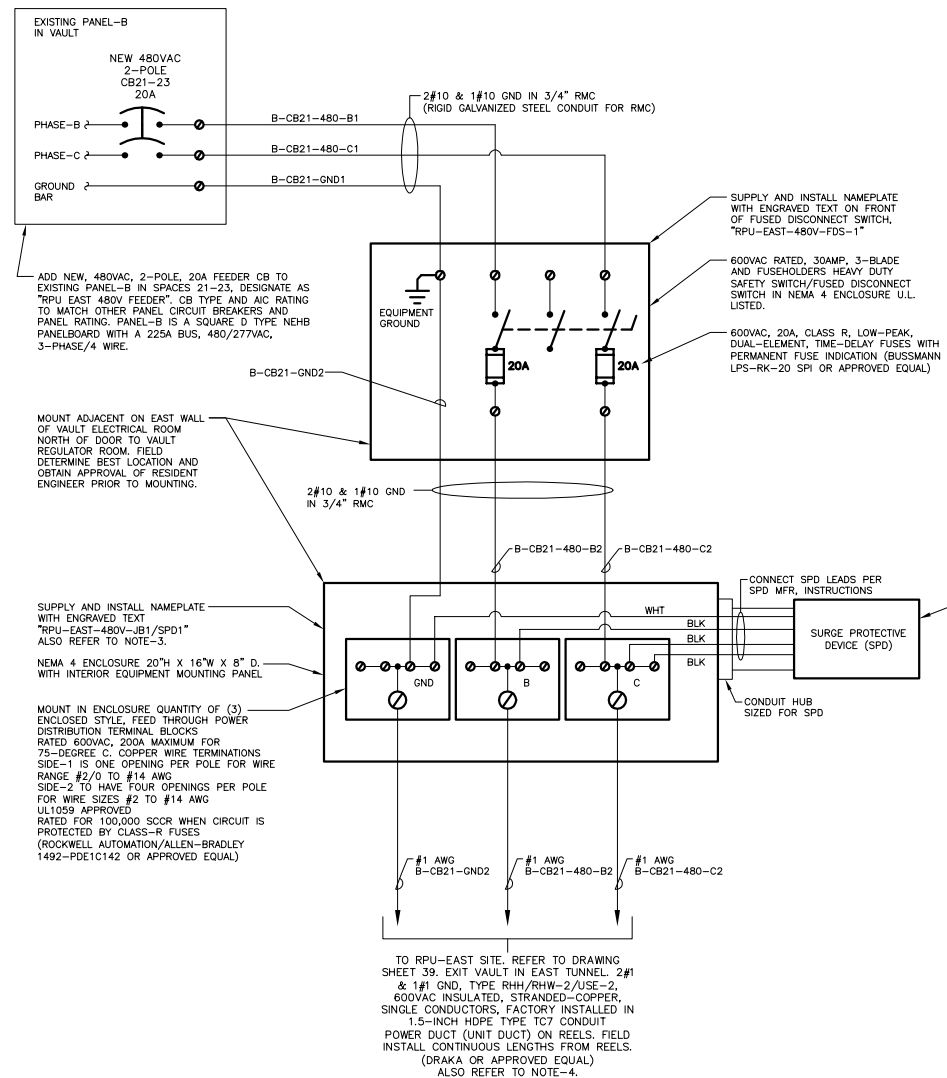 EXISTING PANEL-B
IN VAULT
NEW 480VAC
2-POLE
CB21-23
20A
PHASE-B
PHASE-C
GROUND
BAR
B-CB21-480-B1
B-CB21-480-C1
B-CB21-GND1
2#10 & 1#10 GND IN 3/4" RMC
(RIGID GALVANIZED STEEL CONDUIT FOR RMC)
ADD NEW, 480VAC, 2-POLE, 20A FEEDER CB TO
EXISTING PANEL-B IN SPACES 21-23, DESIGNATE AS
"RPU EAST 480V FEEDER". CB TYPE AND AIC RATING
TO MATCH OTHER PANEL CIRCUIT BREAKERS AND
PANEL RATING. PANEL-B IS A SQUARE D TYPE NEHB
PANELBOARD WITH A 225A BUS, 480/277VAC,
3-PHASE/4 WIRE.
SUPPLY AND INSTALL NAMEPLATE
WITH ENGRAVED TEXT ON FRONT
OF FUSED DISCONNECT SWITCH,
"RPU-EAST-480V-FDS-1"
600VAC RATED, 30AMP, 3-BLADE
AND FUSEHOLDERS HEAVY DUTY
SAFETY SWITCH/FUSED DISCONNECT
SWITCH IN NEMA 4 ENCLOSURE U.L.
LISTED.
600VAC, 20A, CLASS R, LOW-PEAK,
DUAL-ELEMENT, TIME-DELAY FUSES WITH
PERMANENT FUSE INDICATION (BUSSMANN
LPS-RK-20 SPI OR APPROVED EQUAL)
EQUIPMENT
GROUND
20A
20A
B-CB21-GND2
MOUNT ADJACENT ON EAST WALL
OF VAULT ELECTRICAL ROOM
NORTH OF DOOR TO VAULT
REGULATOR ROOM. FIELD
DETERMINE BEST LOCATION AND
OBTAIN APPROVAL OF RESIDENT
ENGINEER PRIOR TO MOUNTING.
2#10 & 1#10 GND
IN 3/4" RMC
B-CB21-480-B2
B-CB21-480-C2
CONNECT SPD LEADS PER
SPD MFR, INSTRUCTIONS
SUPPLY AND INSTALL NAMEPLATE
WITH ENGRAVED TEXT
"RPU-EAST-480V-JB1/SPD1"
ALSO REFER TO NOTE-3.
NEMA 4 ENCLOSURE 20"H X 16"W X 8" D.
WITH INTERIOR EQUIPMENT MOUNTING PANEL
MOUNT IN ENCLOSURE QUANTITY OF (3)
ENCLOSED STYLE, FEED THROUGH POWER
DISTRIBUTION TERMINAL BLOCKS
RATED 600VAC, 200A MAXIMUM FOR
75-DEGREE C. COPPER WIRE TERMINATIONS
SIDE-1 IS ONE OPENING PER POLE FOR WIRE
RANGE #2/0 TO #14 AWG
SIDE-2 TO HAVE FOUR OPENINGS PER POLE
FOR WIRE SIZES #2 TO #14 AWG
UL1059 APPROVED
RATED FOR 100,000 SCCR WHEN CIRCUIT IS
PROTECTED BY CLASS-R FUSES
(ROCKWELL AUTOMATION/ALLEN-BRADLEY
1492-PDE1C142 OR APPROVED EQUAL)
WHT
BLK
BLK
BLK
SURGE PROTECTIVE
DEVICE (SPD)
GND
B
C
CONDUIT HUB
SIZED FOR SPD
#1 AWG
B-CB21-GND2
#1 AWG
B-CB21-480-B2
#1 AWG
B-CB21-480-C2
TO RPU-EAST SITE. REFER TO DRAWING
SHEET 39. EXIT VAULT IN EAST TUNNEL. 2#1
& 1#1 GND, TYPE RHH/RHW-2/USE-2,
600VAC INSULATED, STRANDED-COPPER,
SINGLE CONDUCTORS, FACTORY INSTALLED IN
1.5-INCH HDPE TYPE TC7 CONDUIT
POWER DUCT (UNIT DUCT) ON REELS. FIELD
INSTALL CONTINUOUS LENGTHS FROM REELS.
(DRAKA OR APPROVED EQUAL)
ALSO REFER TO NOTE-4.